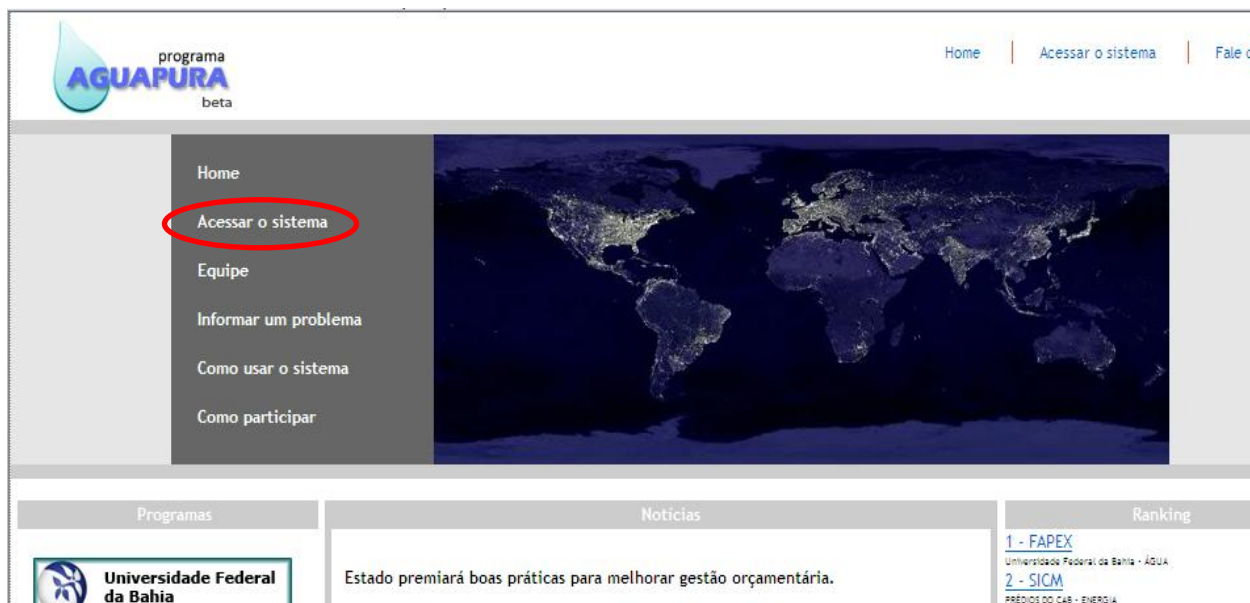 programa
AGUAPURA
beta
Home
Acessar o sistema
Fale
Home
Acessar o sistema
Equipe
Informar um problema
Como usar o sistema
Como participar
Programas
Notícias
Ranking
Universidade Federal
da Bahia
Estado premiará boas práticas para melhorar gestão orçamentária.
1 - FAPEX
Universidade Federal da Bahia - ÁGUA
2 - SICM
PRÉDIOS DO CAB - ENERGIA